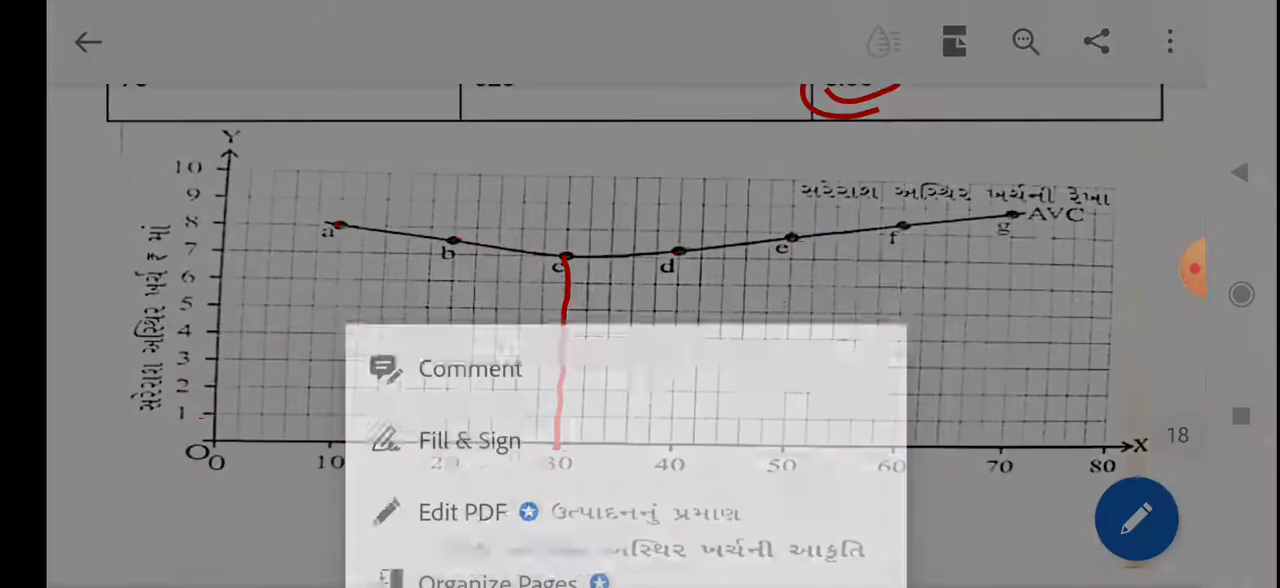 Y
10
9
8
7
6
5
4
3
2
1
O
સરેરાશ અસ્થિર ખર્ચ ₹ માં
સરેરાશ અસ્થિર ખર્ચની રેખા
AVC
a
b
c
d
e
f
g
X
0
10
20
30
40
50
60
70
80
18
Comment
Fill & Sign
Edit PDF
ઉત્પાદનનું પ્રમાણ
અસ્થિર ખર્ચની આકૃતિ
Organize Pages